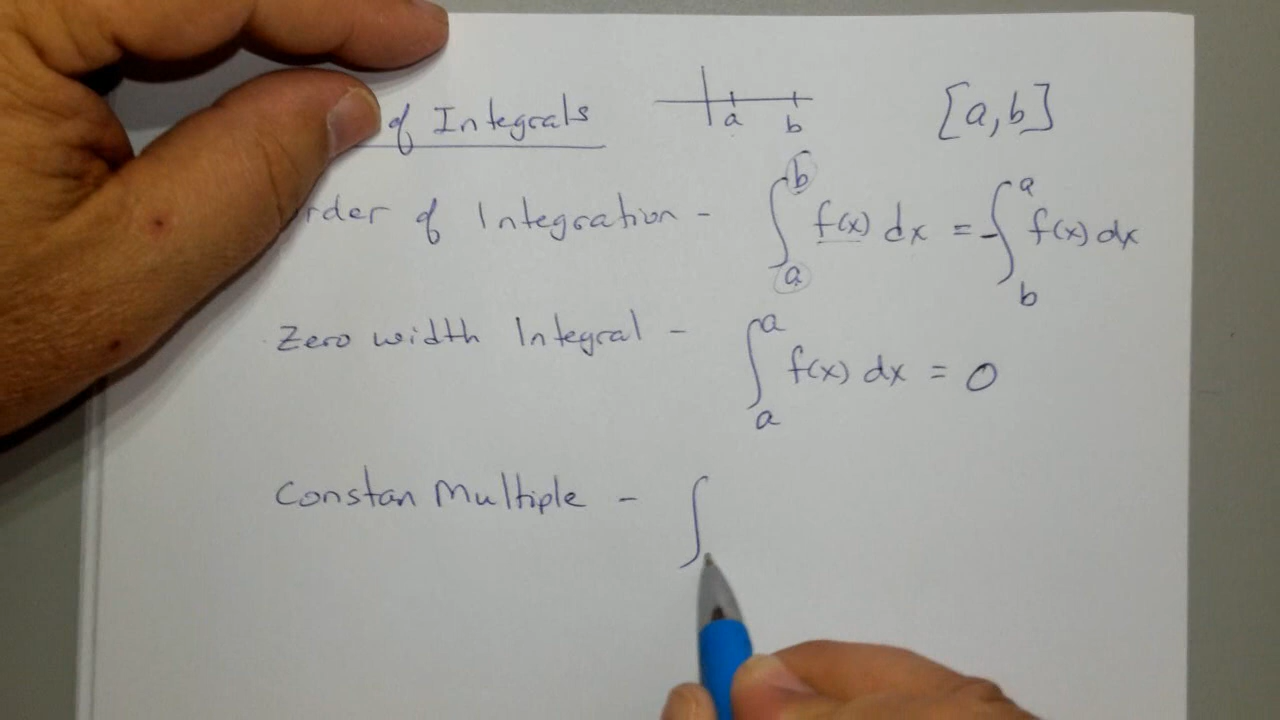 of Integrals
a b
[a,b]
rder of Integration - ∫_a^b f(x) dx = -∫_b^a f(x) dx
Zero width Integral - ∫_a^a f(x) dx = 0
Constan Multiple - ∫